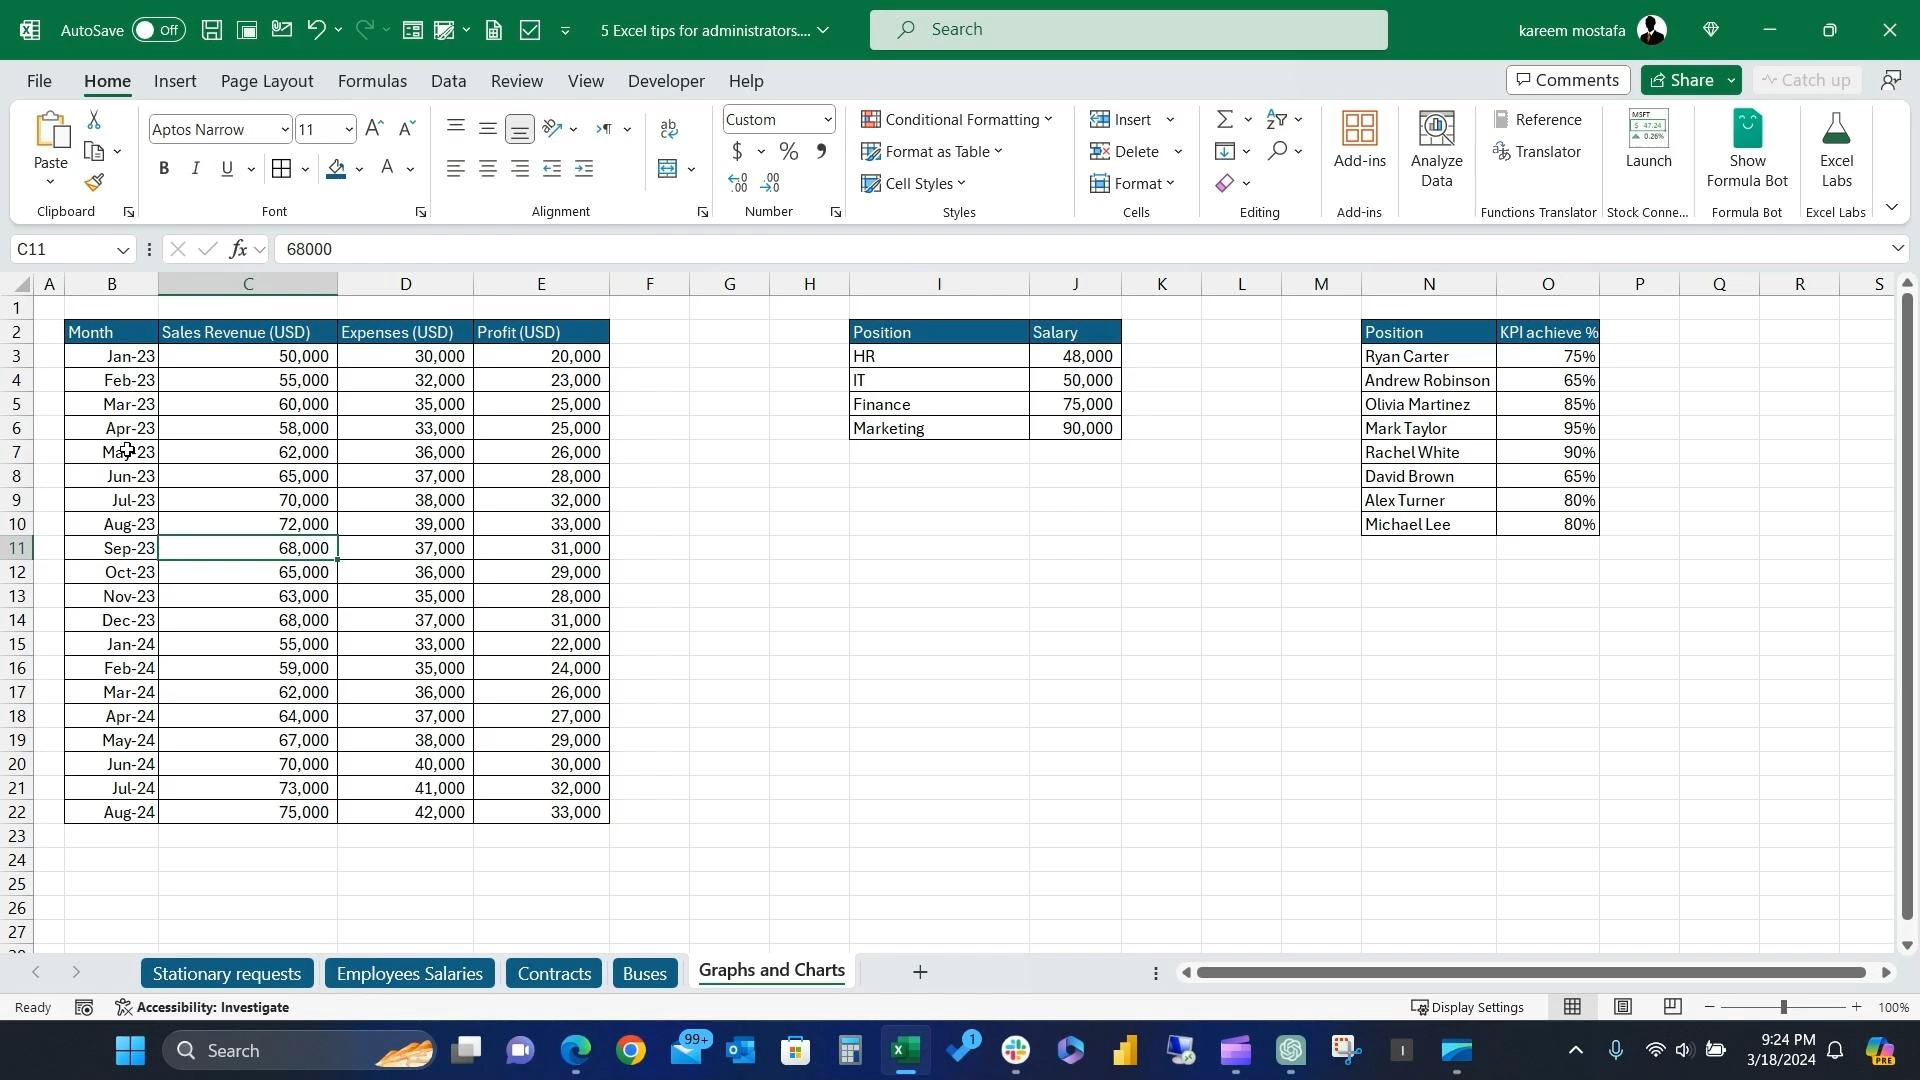 AutoSave Off 5 Excel tips for administrators.... Search kareem mostafa
File Home Insert Page Layout Formulas Data Review View Developer Help Comments Share Catch up
Paste
Clipboard
Aptos Narrow 11
B I U
Font
Alignment
Custom
$ %
Number
Conditional Formatting
Format as Table
Cell Styles
Styles
Insert
Delete
Format
Cells
Editing
Add-ins
Add-ins
Analyze
Data
Reference
Translator
Functions Translator
MSFT
$ 47.24
0.26%
Launch
Stock Conne...
Show
Formula Bot
Formula Bot
Excel
Labs
Excel Labs
C11 fx 68000
A B C D E F G H I J K L M N O P Q R S
1
2 Month Sales Revenue (USD) Expenses (USD) Profit (USD) Position Salary Position KPI achieve %
3 Jan-23 50,000 30,000 20,000 HR 48,000 Ryan Carter 75%
4 Feb-23 55,000 32,000 23,000 IT 50,000 Andrew Robinson 65%
5 Mar-23 60,000 35,000 25,000 Finance 75,000 Olivia Martinez 85%
6 Apr-23 58,000 33,000 25,000 Marketing 90,000 Mark Taylor 95%
7 May-23 62,000 36,000 26,000 Rachel White 90%
8 Jun-23 65,000 37,000 28,000 David Brown 65%
9 Jul-23 70,000 38,000 32,000 Alex Turner 80%
10 Aug-23 72,000 39,000 33,000 Michael Lee 80%
11 Sep-23 68,000 37,000 31,000
12 Oct-23 65,000 36,000 29,000
13 Nov-23 63,000 35,000 28,000
14 Dec-23 68,000 37,000 31,000
15 Jan-24 55,000 33,000 22,000
16 Feb-24 59,000 35,000 24,000
17 Mar-24 62,000 36,000 26,000
18 Apr-24 64,000 37,000 27,000
19 May-24 67,000 38,000 29,000
20 Jun-24 70,000 40,000 30,000
21 Jul-24 73,000 41,000 32,000
22 Aug-24 75,000 42,000 33,000
23
24
25
26
27
Stationary requests Employees Salaries Contracts Buses Graphs and Charts
Ready Accessibility: Investigate Display Settings 100%
Search 99+ 1 9:24 PM
3/18/2024
PRE